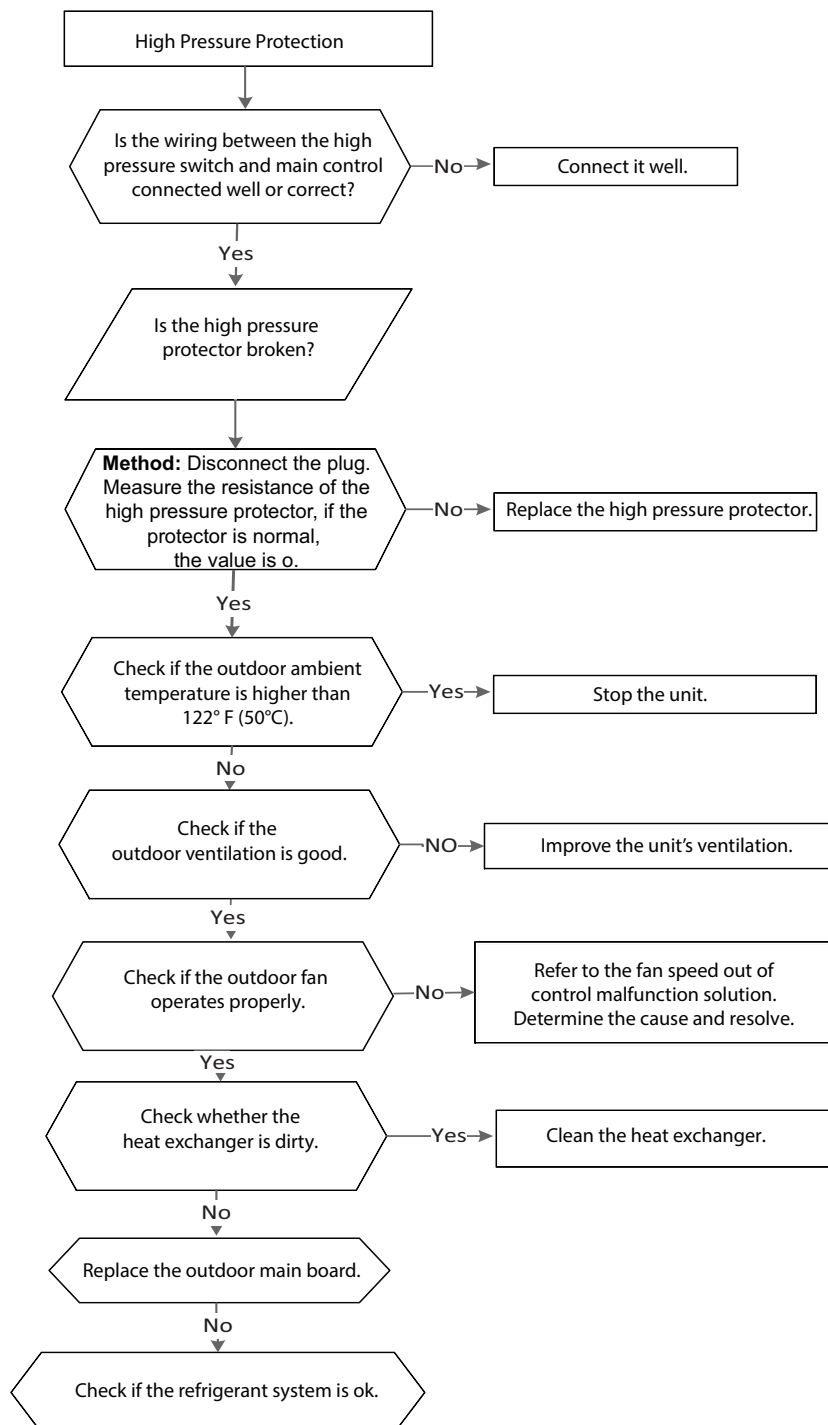 High Pressure Protection
Is the wiring between the high
pressure switch and main control
connected well or correct?
No
Connect it well.
Yes
Is the high pressure
protector broken?
Method: Disconnect the plug.
Measure the resistance of the
high pressure protector, if the
protector is normal,
the value is o.
No
Replace the high pressure protector.
Yes
Check if the outdoor ambient
temperature is higher than
122° F (50°C).
Yes
Stop the unit.
No
Check if the
outdoor ventilation is good.
NO
Improve the unit's ventilation.
Yes
Check if the outdoor fan
operates properly.
No
Refer to the fan speed out of
control malfunction solution.
Determine the cause and resolve.
Yes
Check whether the
heat exchanger is dirty.
Yes
Clean the heat exchanger.
No
Replace the outdoor main board.
No
Check if the refrigerant system is ok.